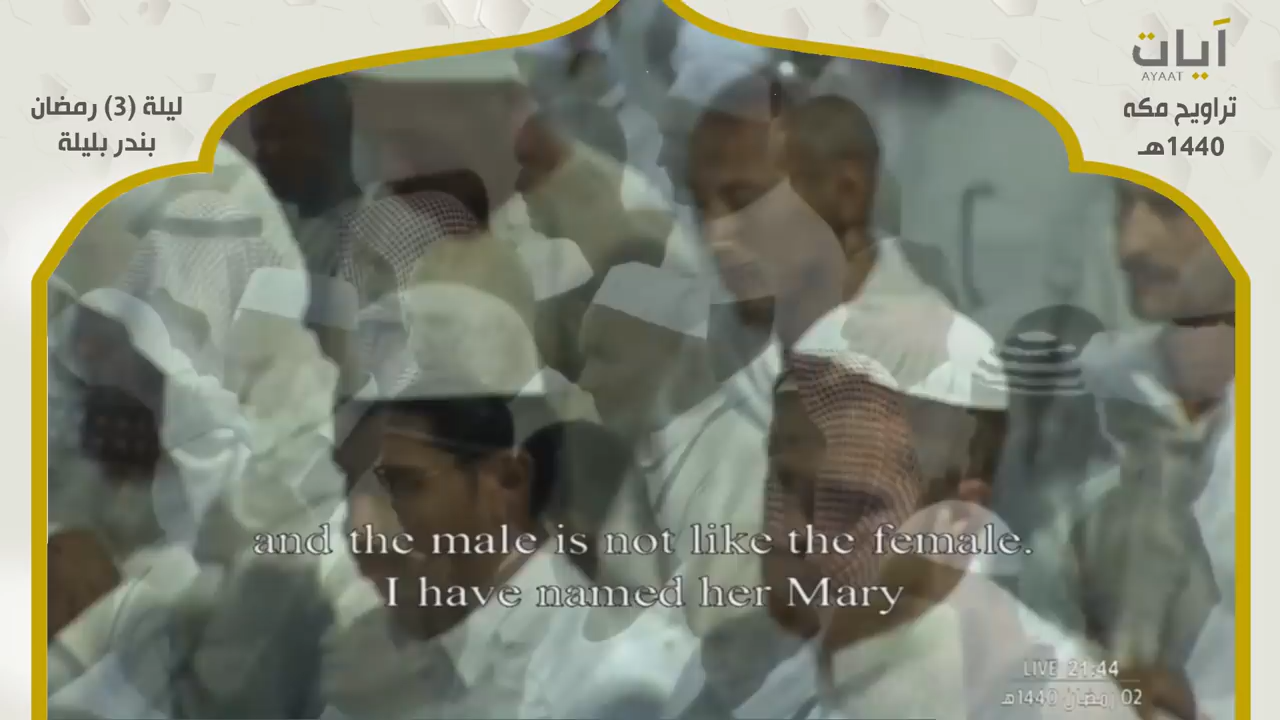 آيات
AYAAT
تراويح مكه
1440هـ
ليلة (3) رمضان
بندر بليلة
and the male is not like the female.
I have named her Mary
LIVE 21:44
02 رمضان 1440هـ